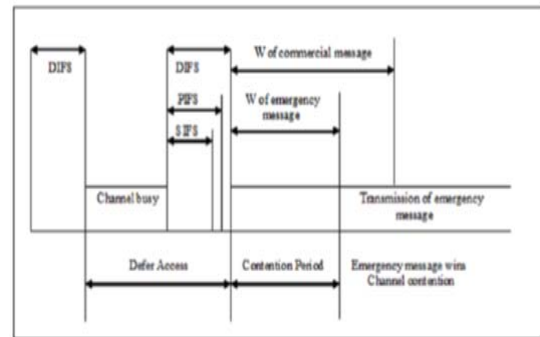 W of commercial message
DIFS
DIFS
PIFS
W of emergency
message
SIFS
Channel busy
Transmission of emergency
message
Defer Access
Contention Period
Emergency message wins
Channel contention